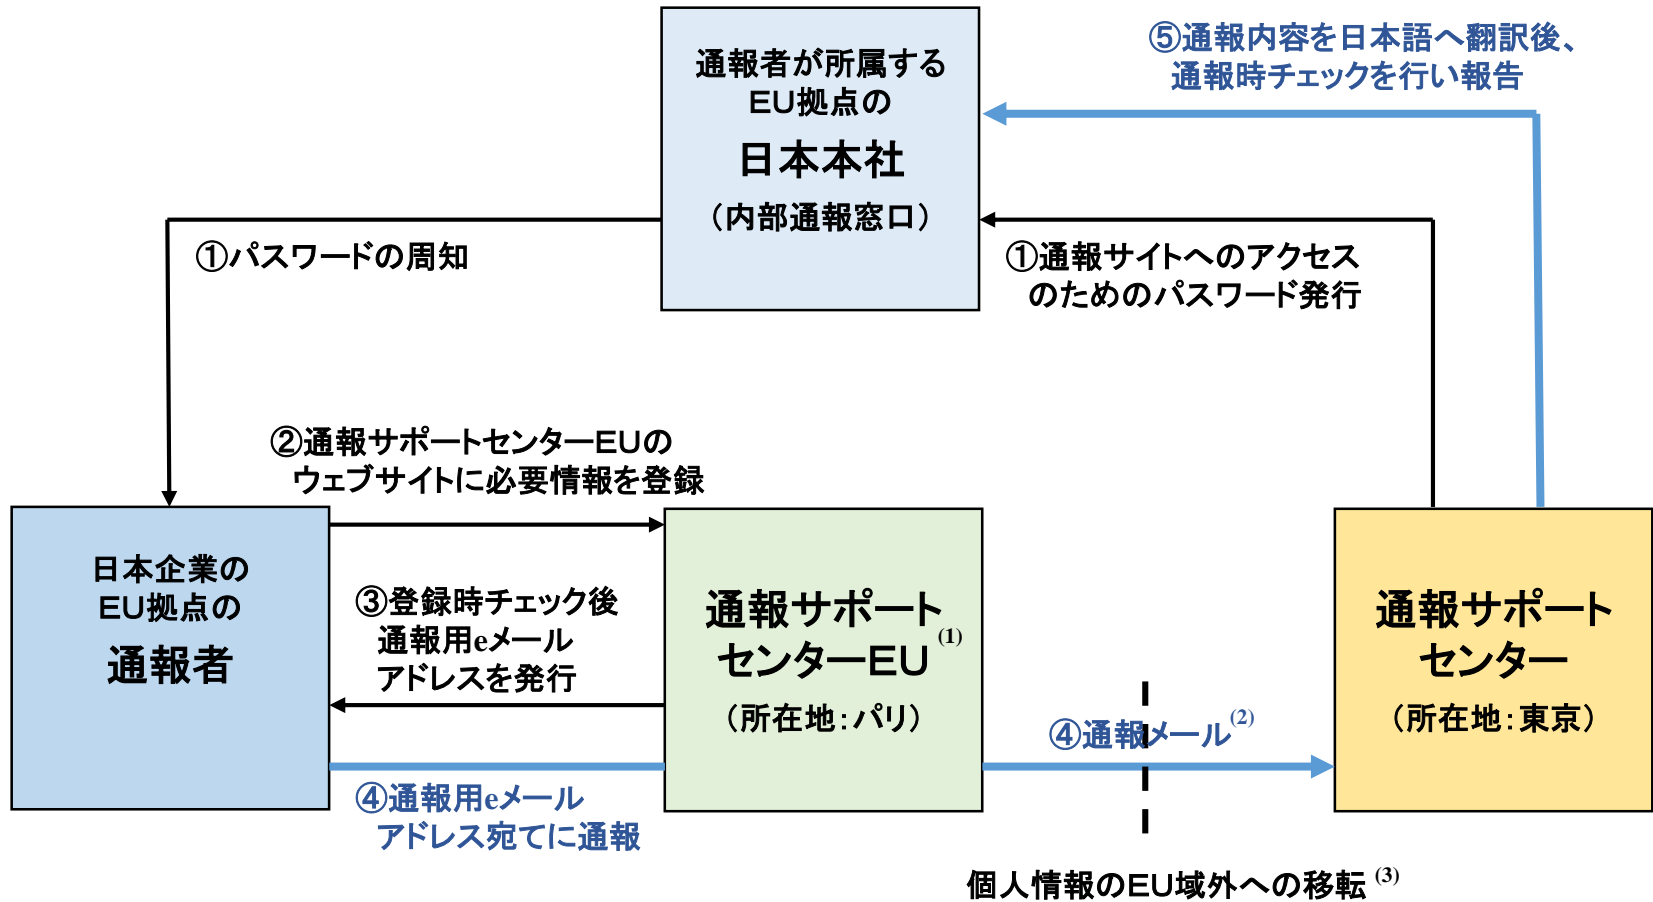 ⑤通報内容を日本語へ翻訳後、
通報時チェックを行い報告
通報者が所属する
EU拠点の
日本本社
（内部通報窓口）
①パスワードの周知
①通報サイトへのアクセス
のためのパスワード発行
②通報サポートセンターEUの
ウェブサイトに必要情報を登録
日本企業の
EU拠点の
通報者
③登録時チェック後
通報用eメール
アドレスを発行
通報サポート
センターEU(1)
（所在地：パリ）
通報サポート
センター
（所在地：東京）
④通報メール(2)
④通報用eメール
アドレス宛てに通報
個人情報のEU域外への移転(3)